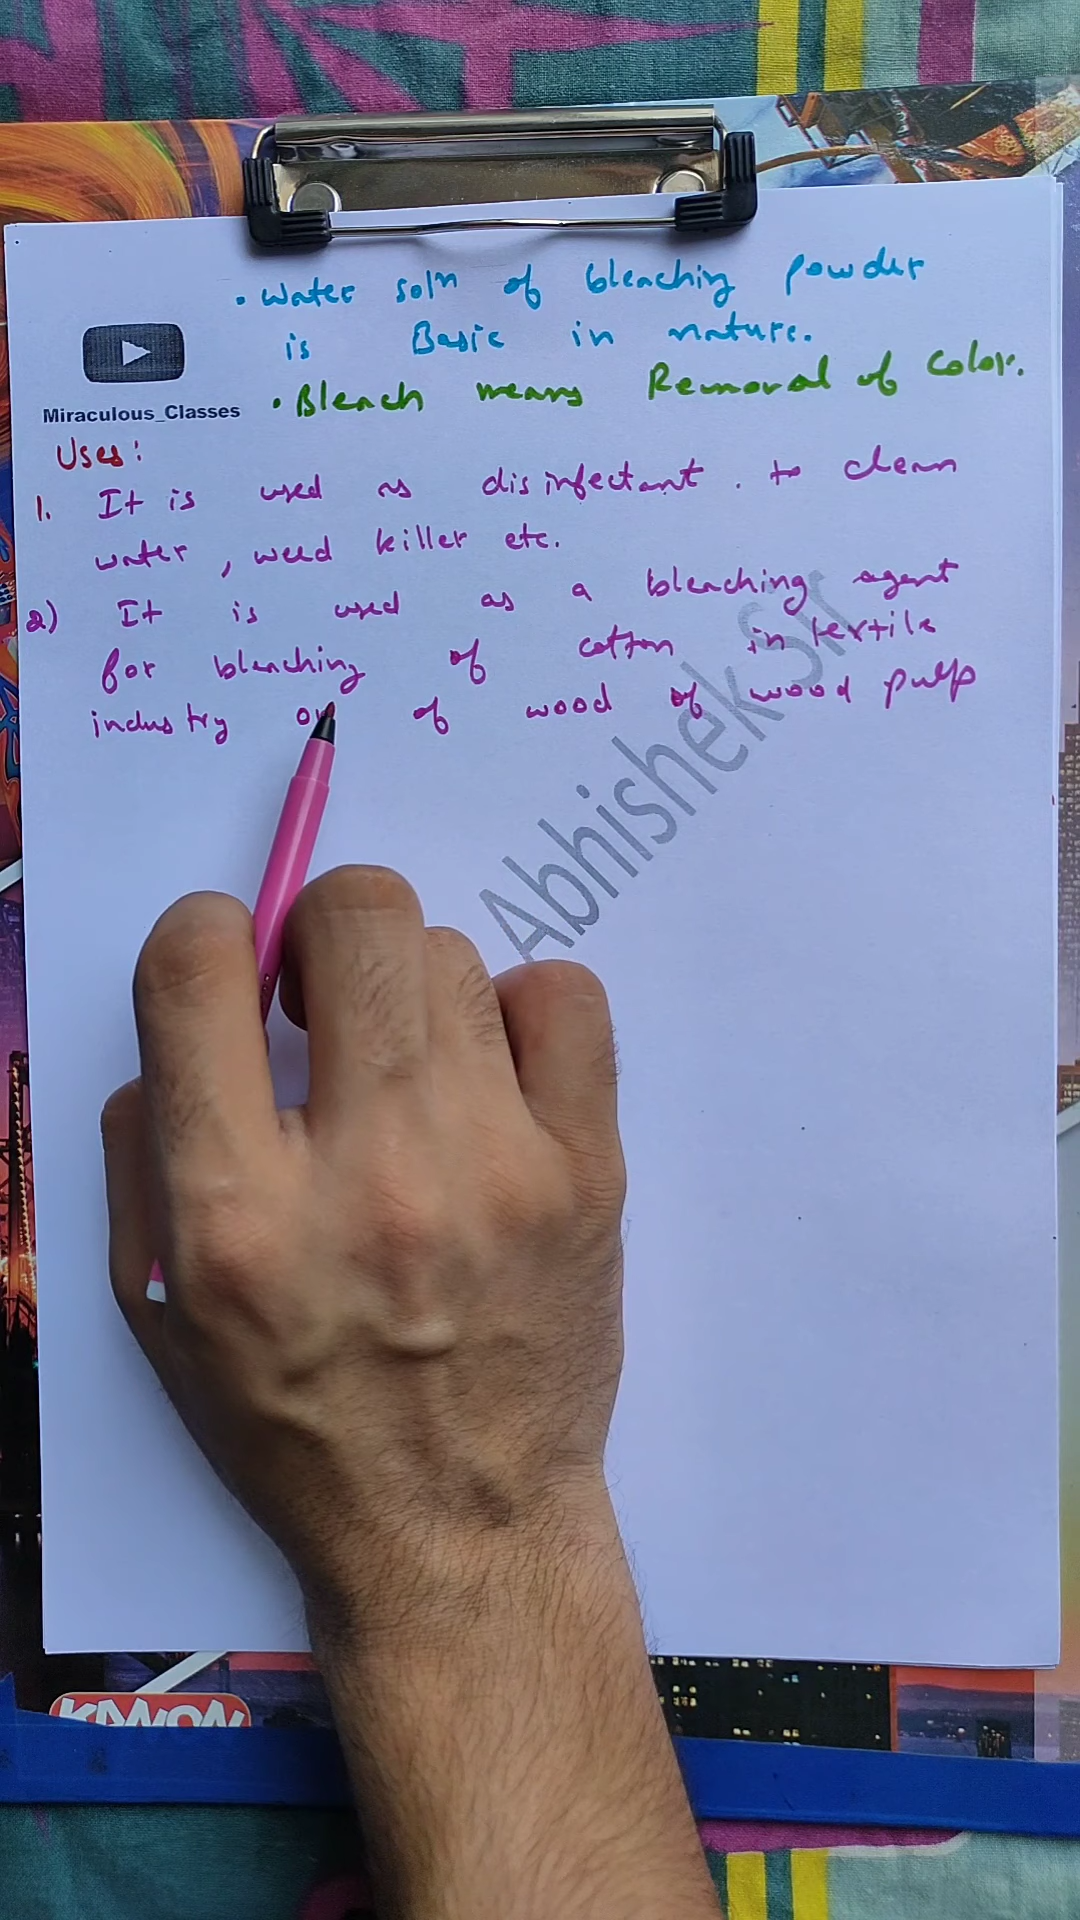 • Water solⁿ of bleaching powder
is Basic in nature.
• Bleach means Removal of Color.
Miraculous_Classes
Uses:
1. It is used as disinfectant. to clean
water, weed killer etc.
2) It is used as a bleaching agent
for bleaching of cotton in textile
industry or of wood of wood pulp
Abhishek Sir
KAWON